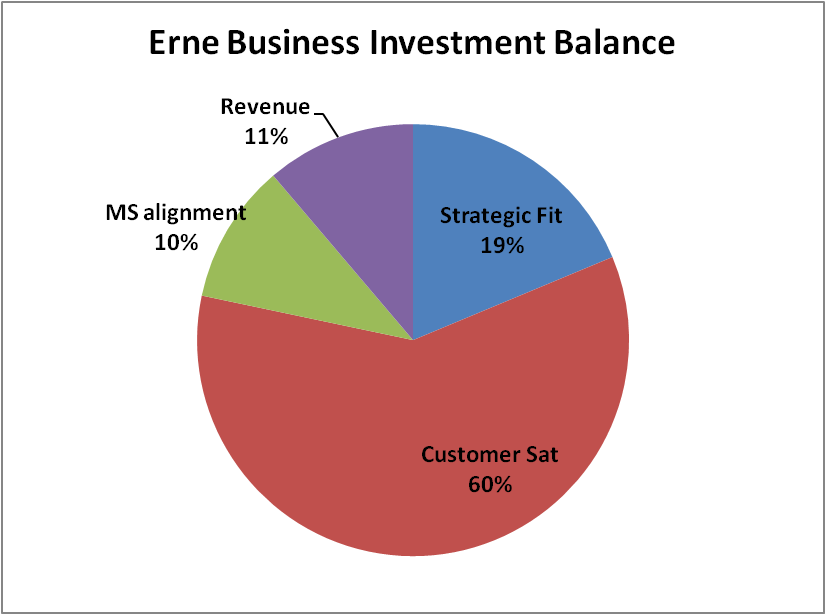 Erne Business Investment Balance
Revenue
11%
MS alignment
10%
Strategic Fit
19%
Customer Sat
60%